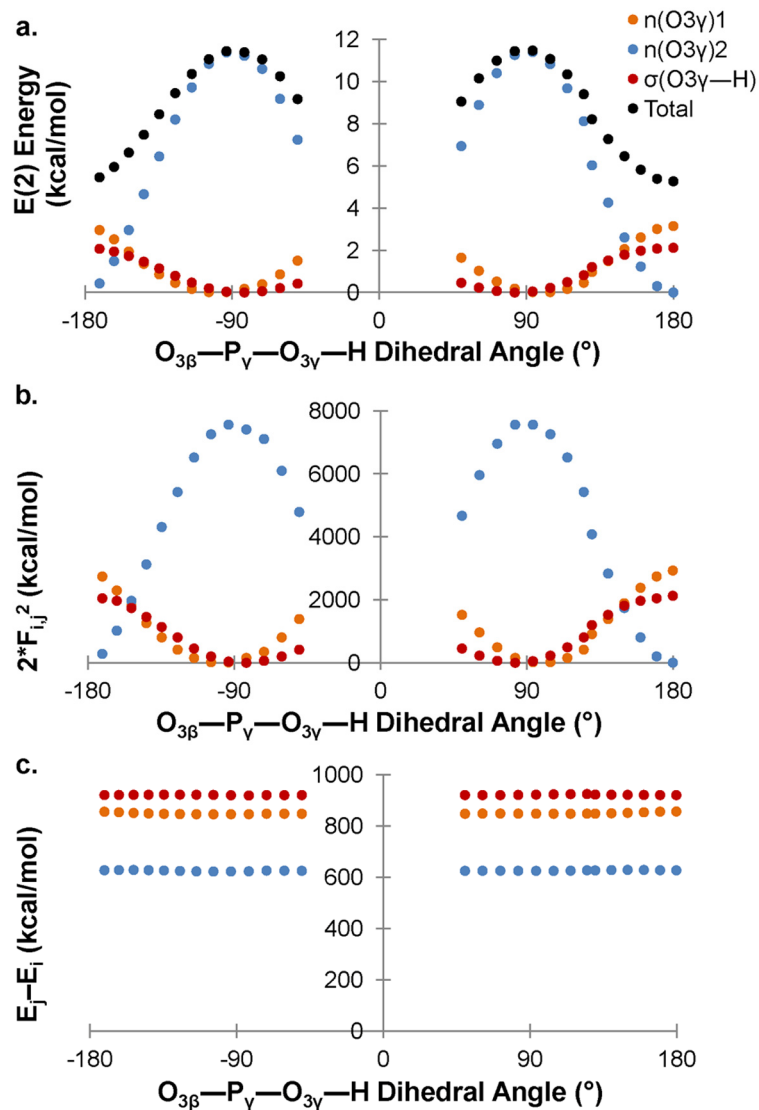 a.
n(O3γ)1
n(O3γ)2
σ(O3γ—H)
Total
E(2) Energy
(kcal/mol)
12
10
8
6
4
2
0
-180
-90
0
90
180
O3β—Pγ—O3γ—H Dihedral Angle (°)
b.
2*Fi,j² (kcal/mol)
8000
6000
4000
2000
0
-180
-90
0
90
180
O3β—Pγ—O3γ—H Dihedral Angle (°)
c.
Ej–Ei (kcal/mol)
1000
800
600
400
200
0
-180
-90
0
90
180
O3β—Pγ—O3γ—H Dihedral Angle (°)